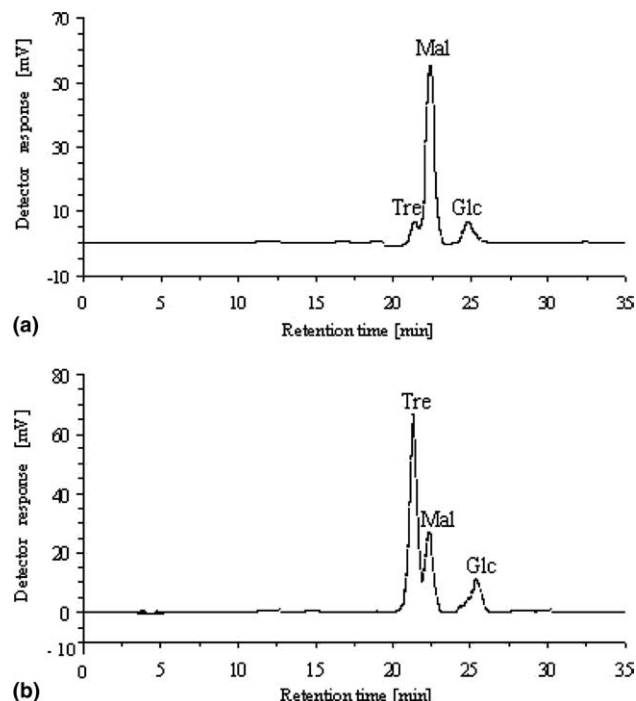 70
50
30
10
-10
Detector response [mV]
Tre
Mal
Glc
0 5 10 15 20 25 30 35
Retention time [min]
(a)
80
60
40
20
0
- 10
Detector response [mV]
Tre
Mal
Glc
0 5 10 15 20 25 30 35
Retention time [min]
(b)